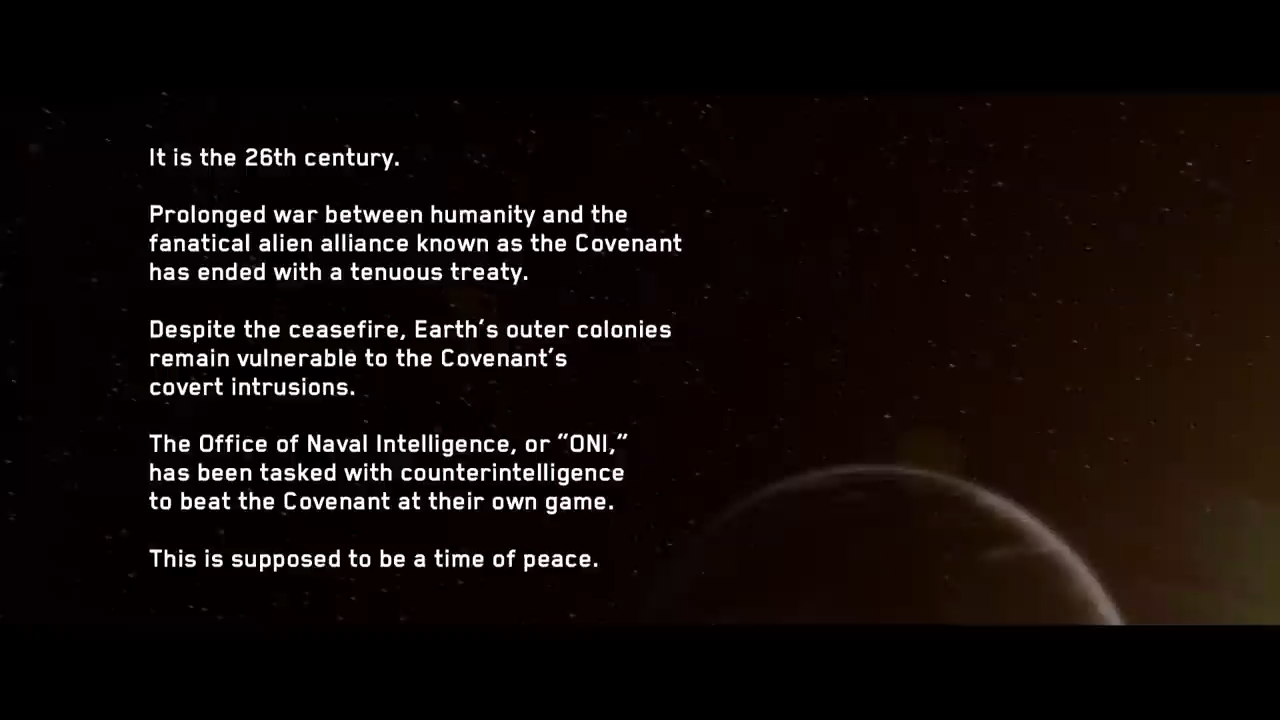 It is the 26th century.
Prolonged war between humanity and the
fanatical alien alliance known as the Covenant
has ended with a tenuous treaty.
Despite the ceasefire, Earth’s outer colonies
remain vulnerable to the Covenant’s
covert intrusions.
The Office of Naval Intelligence, or “ONI,”
has been tasked with counterintelligence
to beat the Covenant at their own game.
This is supposed to be a time of peace.